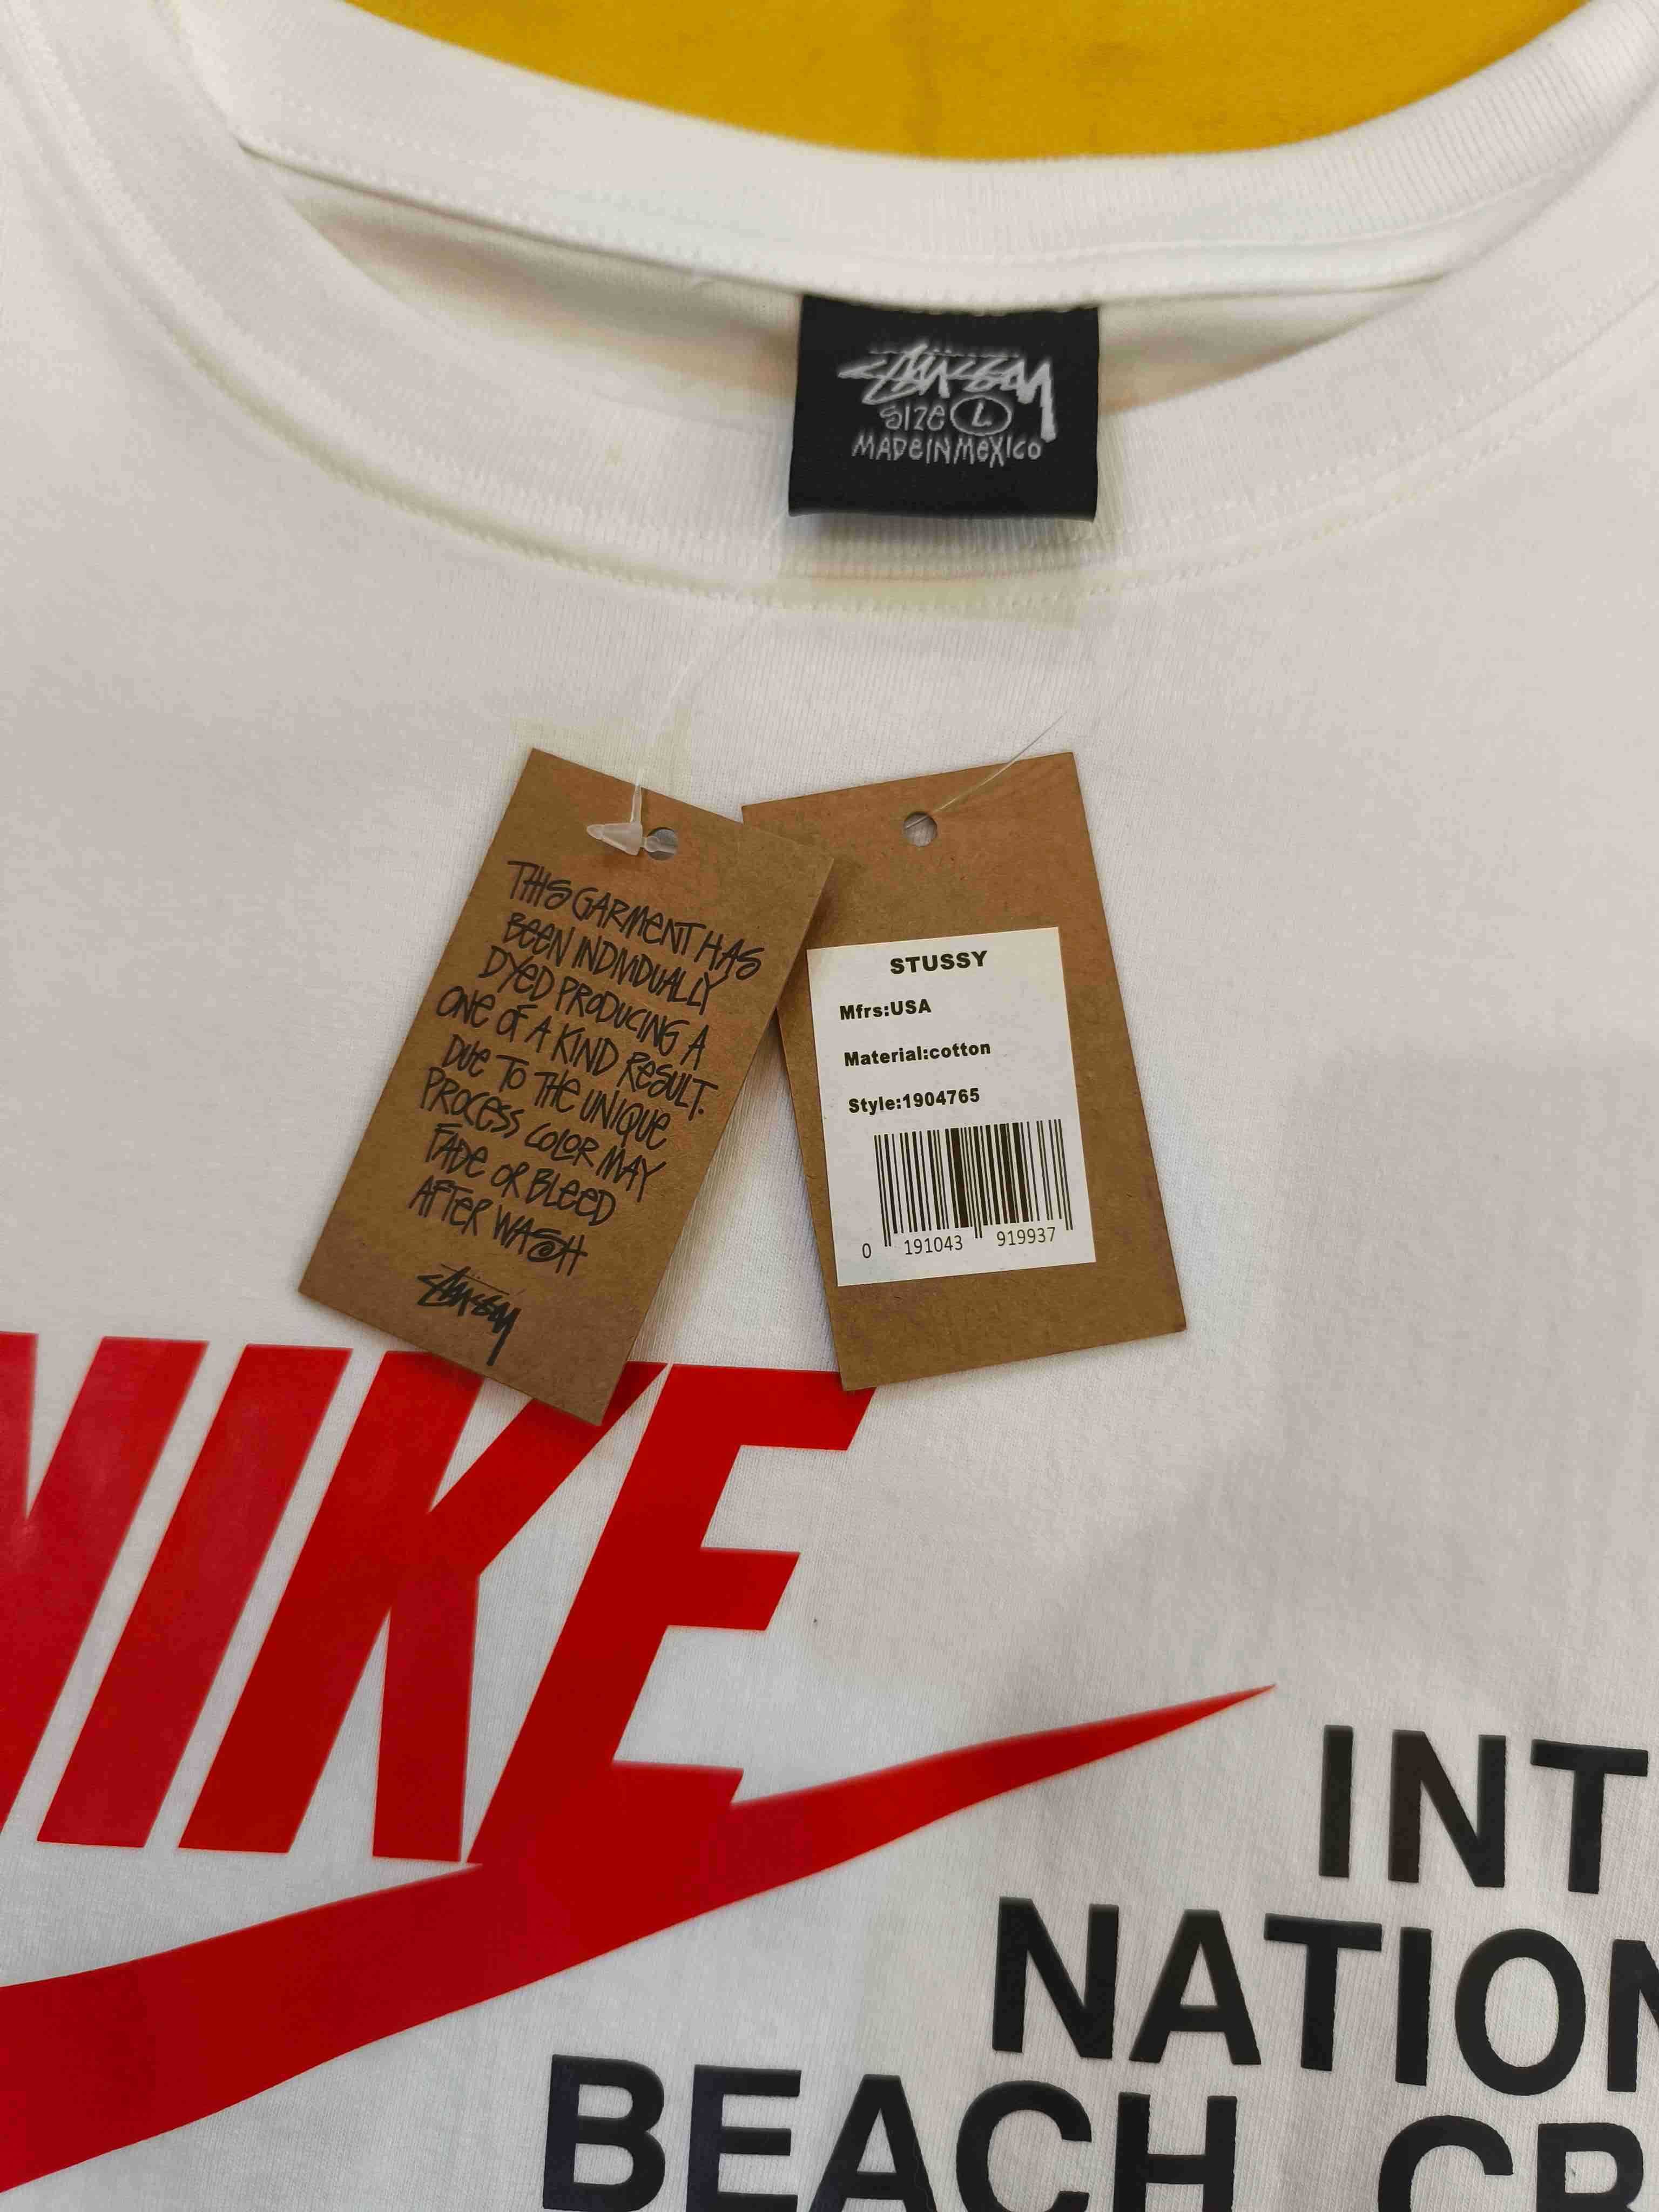 Stüssy
SIZE L
MADE IN MEXICO
THIS GARMENT HAS
BEEN INDIVIDUALLY
DYED PRODUCING A
ONE OF A KIND RESULT.
DUE TO THE UNIQUE
PROCESS COLOR MAY
FADE OR BLEED
AFTER WASH
Stüssy
STUSSY
Mfrs:USA
Material:cotton
Style:1904765
0 191043 919937
NIKE
INT
NATION
BEACH CR